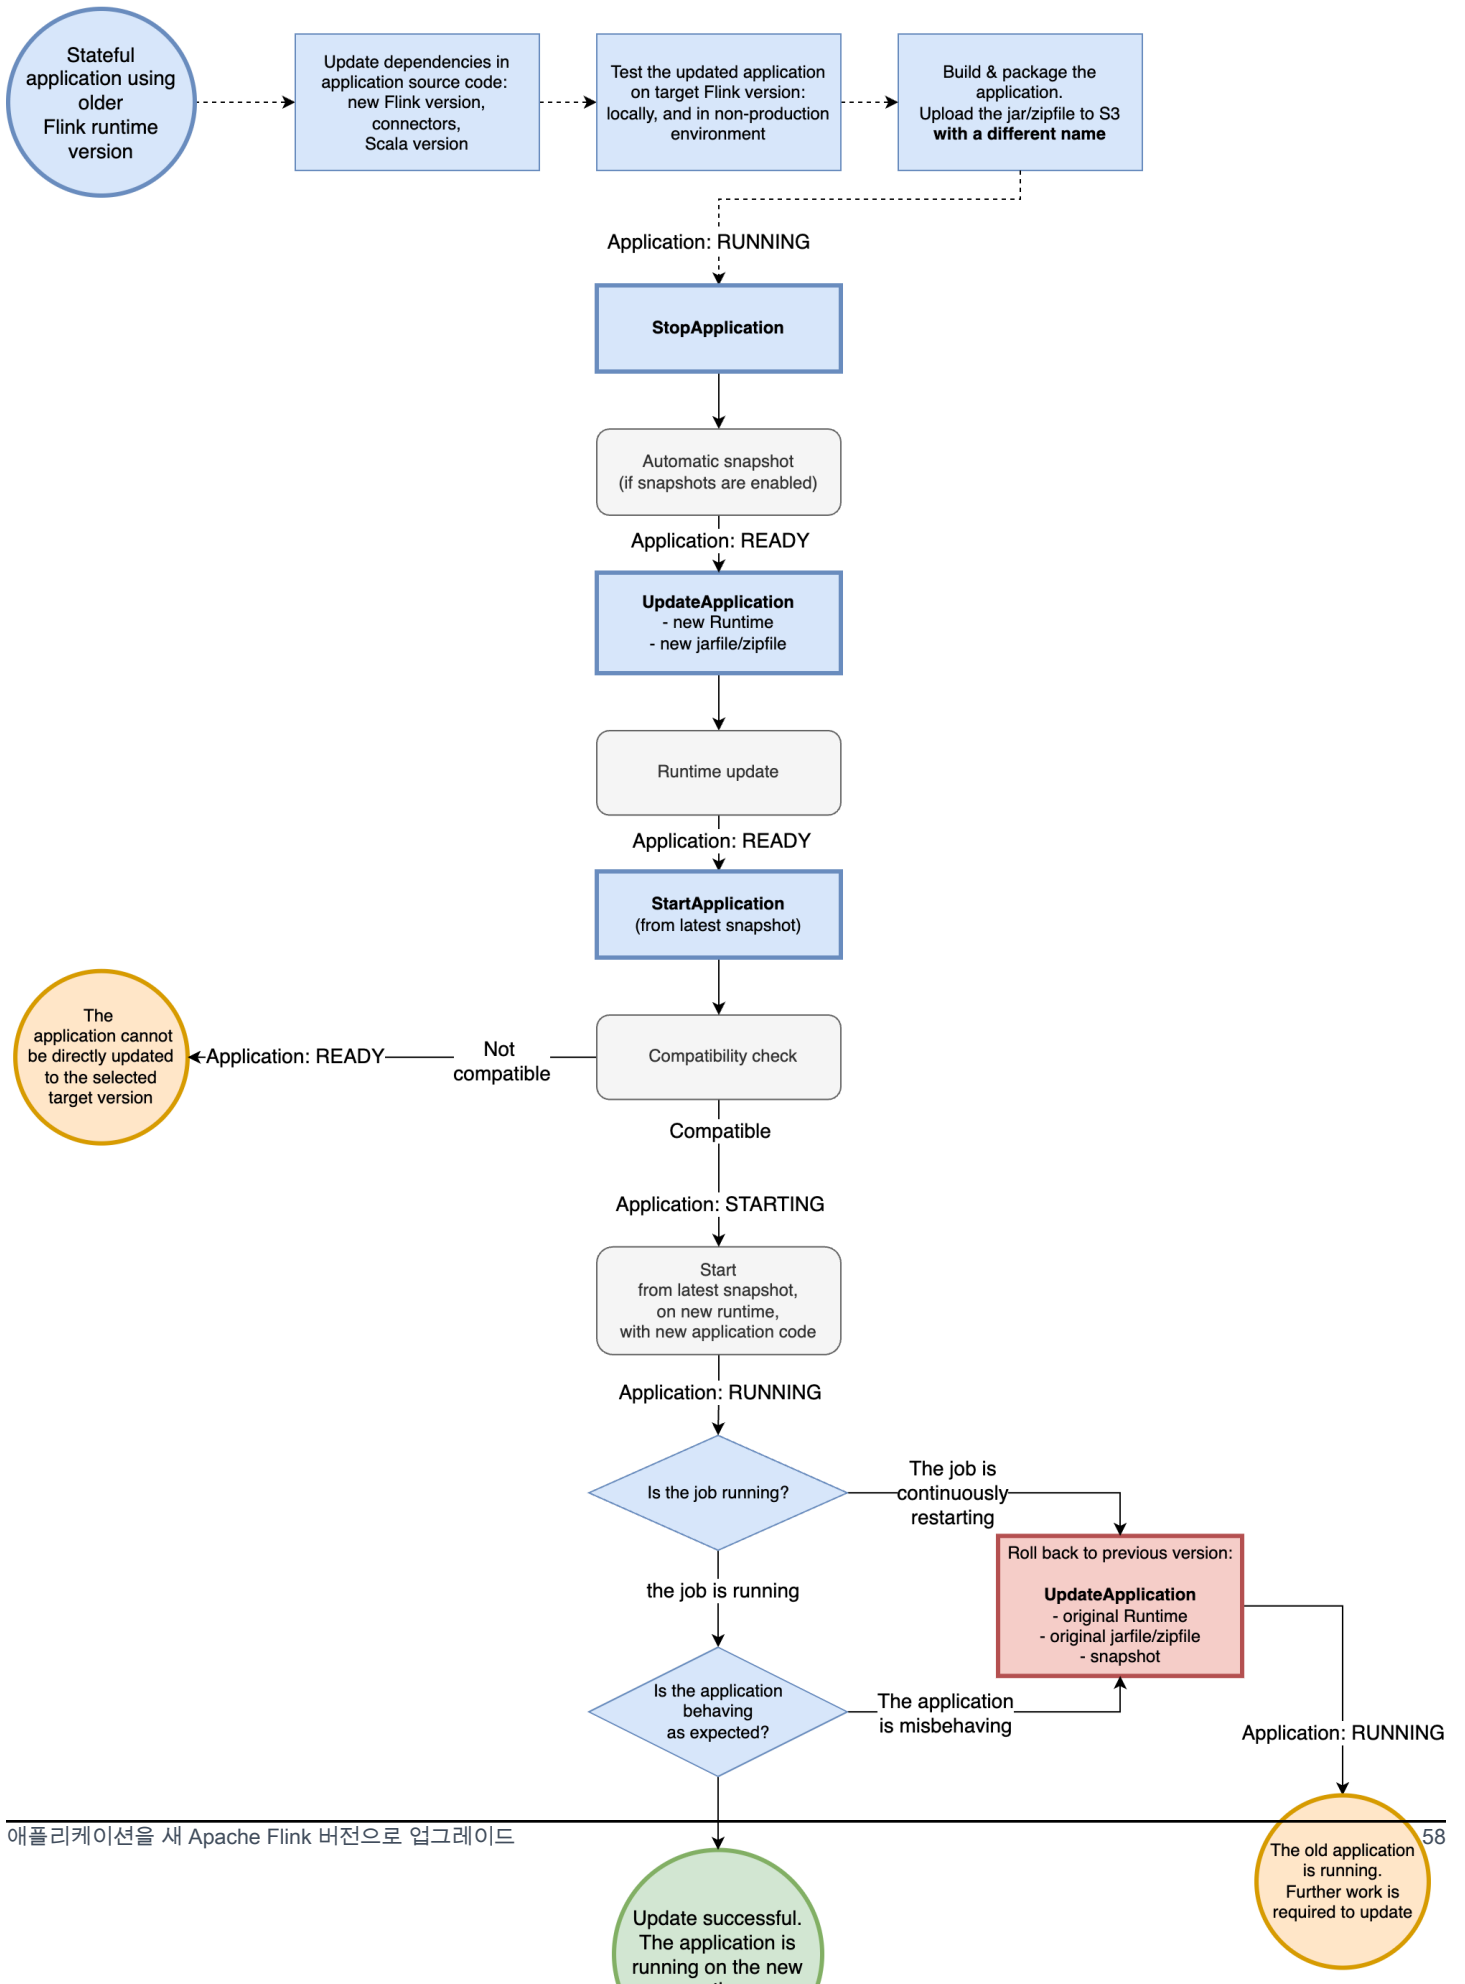 Stateful
application using
older
Flink runtime
version
Update dependencies in
application source code:
new Flink version,
connectors,
Scala version
Test the updated application
on target Flink version:
locally, and in non-production
environment
Build & package the
application.
Upload the jar/zipfile to S3
with a different name
Application: RUNNING
StopApplication
Automatic snapshot
(if snapshots are enabled)
Application: READY
UpdateApplication
- new Runtime
- new jarfile/zipfile
Runtime update
Application: READY
StartApplication
(from latest snapshot)
Compatibility check
Not
compatible
Application: READY
The
application cannot
be directly updated
to the selected
target version
Compatible
Application: STARTING
Start
from latest snapshot,
on new runtime,
with new application code
Application: RUNNING
Is the job running?
The job is
continuously
restarting
Roll back to previous version:
UpdateApplication
- original Runtime
- original jarfile/zipfile
- snapshot
the job is running
Is the application
behaving
as expected?
The application
is misbehaving
Application: RUNNING
애플리케이션을 새 Apache Flink 버전으로 업그레이드
58
The old application
is running.
Further work is
required to update
Update successful.
The application is
running on the new